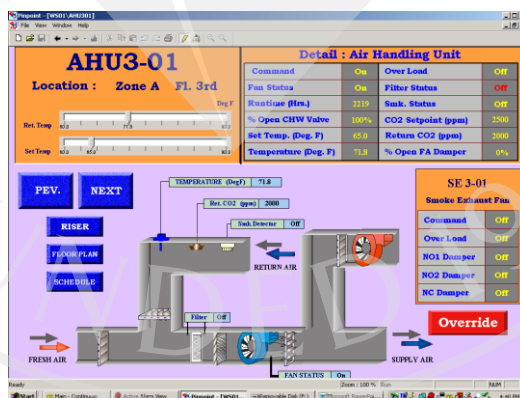 Pinpoint - [WS01\AHU301]
File View Window Help
AHU3-01
Location : Zone A Fl. 3rd
Deg F
Ret. Temp
71.8
Set Temp
65.0
Detail : Air Handling Unit
Command On Over Load Off
Fan Status On Filter Status Off
Runtime (Hrs.) 2219 Smk. Status Off
% Open CHW Valve 100% CO2 Setpoint (ppm) 2500
Set Temp. (Deg. F) 65.0 Return CO2 (ppm) 2000
Temperature (Deg. F) 71.8 % Open FA Damper 0%
PEV. NEXT
RISER
FLOOR PLAN
SCHEDULE
TEMPERATURE (DegF) 71.8
Ret. CO2 (ppm) 2000
Smk Detector Off
RETURN AIR
Filter Off
FRESH AIR
SUPPLY AIR
FAN STATUS On
SE 3-01
Smoke Exhaust Fan
Command Off
Over Load Off
NO1 Damper Off
NO2 Damper Off
NC Damper Off
Override
Ready Zoom : 100 % Run NUM
Start Main - Continuu... Active Alarm View Pinpoint - [WS01... Removable Disk (F:) Microsoft PowerPoi... 4:40 PM